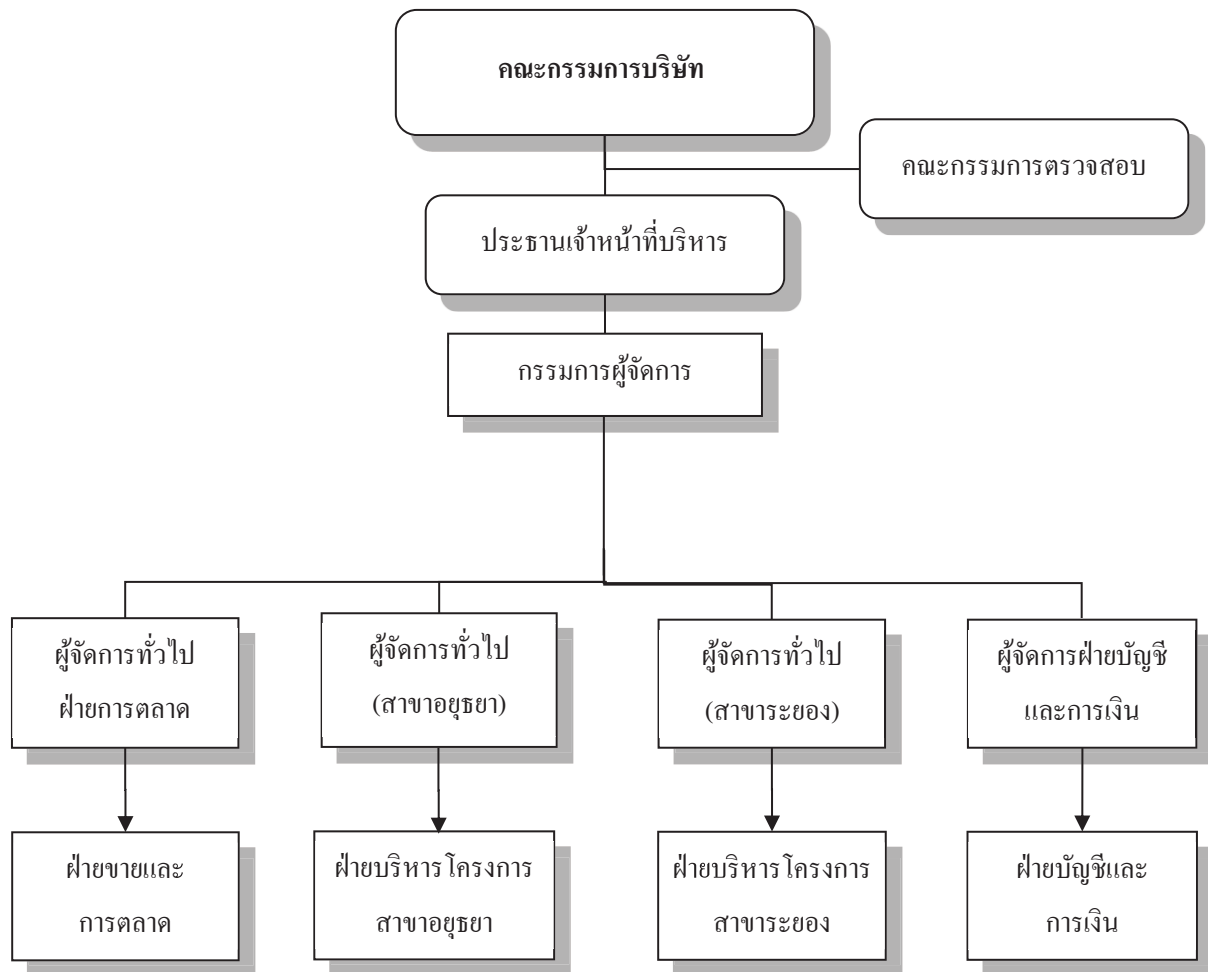 คณะกรรมการบริษัท
คณะกรรมการตรวจสอบ
ประธานเจ้าหน้าที่บริหาร
กรรมการผู้จัดการ
ผู้จัดการทั่วไป
ฝ่ายการตลาด
ผู้จัดการทั่วไป
(สาขาอยุธยา)
ผู้จัดการทั่วไป
(สาขาระยอง)
ผู้จัดการฝ่ายบัญชี
และการเงิน
ฝ่ายขายและ
การตลาด
ฝ่ายบริหารโครงการ
สาขาอยุธยา
ฝ่ายบริหารโครงการ
สาขาระยอง
ฝ่ายบัญชีและ
การเงิน